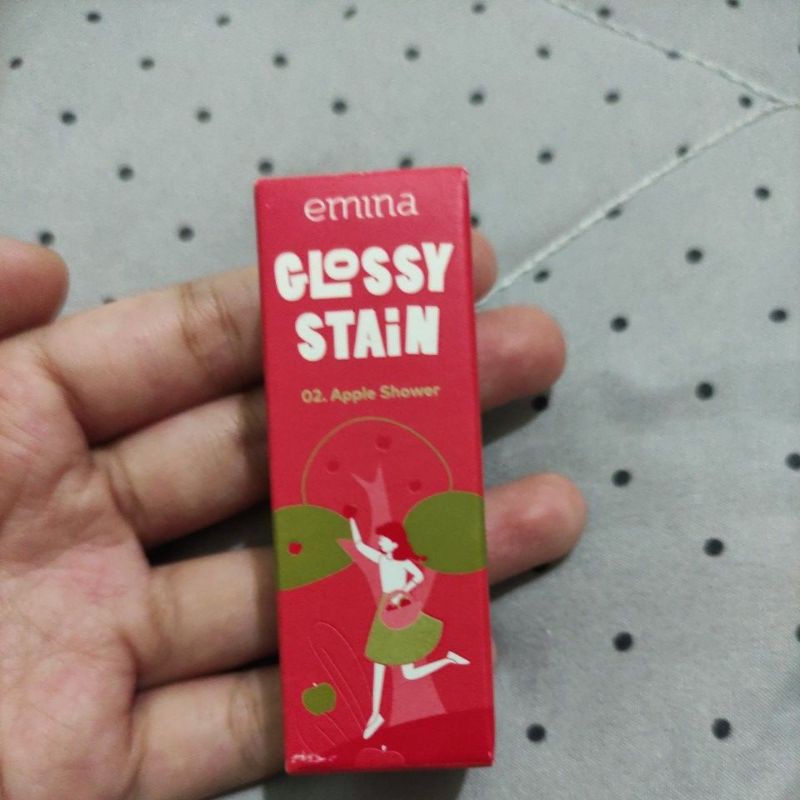 emina
GLOSSY
STAiN
02. Apple Shower